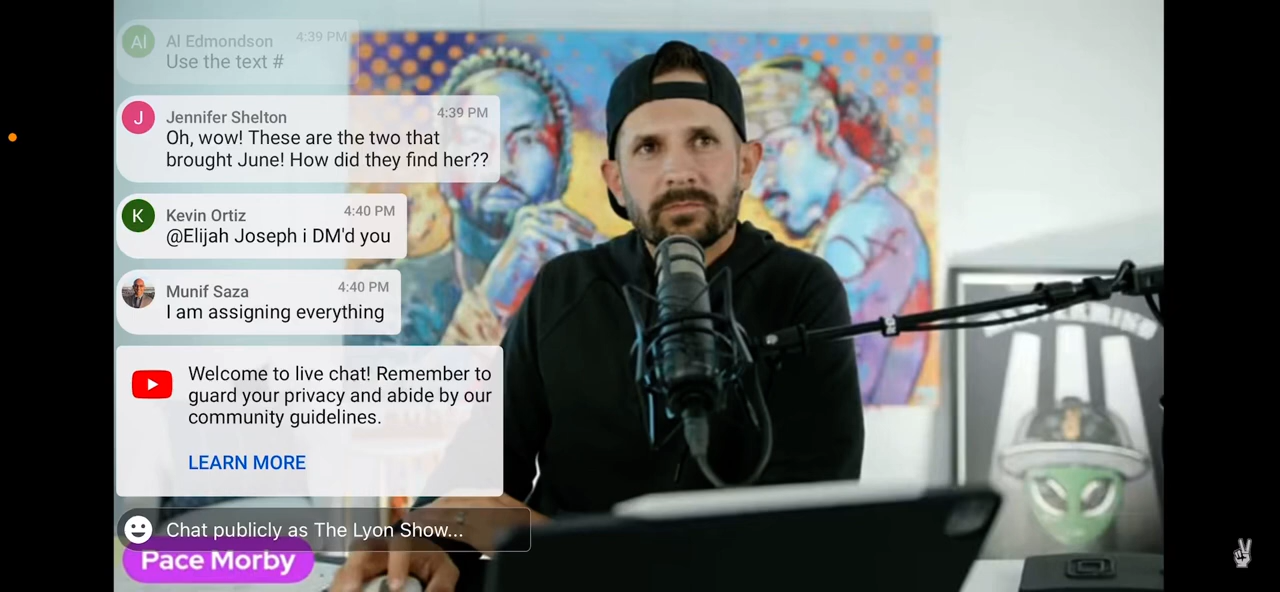 Al
Al Edmondson
4:39 PM
Use the text #
J
Jennifer Shelton
4:39 PM
Oh, wow! These are the two that
brought June! How did they find her??
K
Kevin Ortiz
4:40 PM
@Elijah Joseph i DM'd you
Munif Saza
4:40 PM
I am assigning everything
Welcome to live chat! Remember to
guard your privacy and abide by our
community guidelines.
LEARN MORE
Chat publicly as The Lyon Show...
Pace Morby